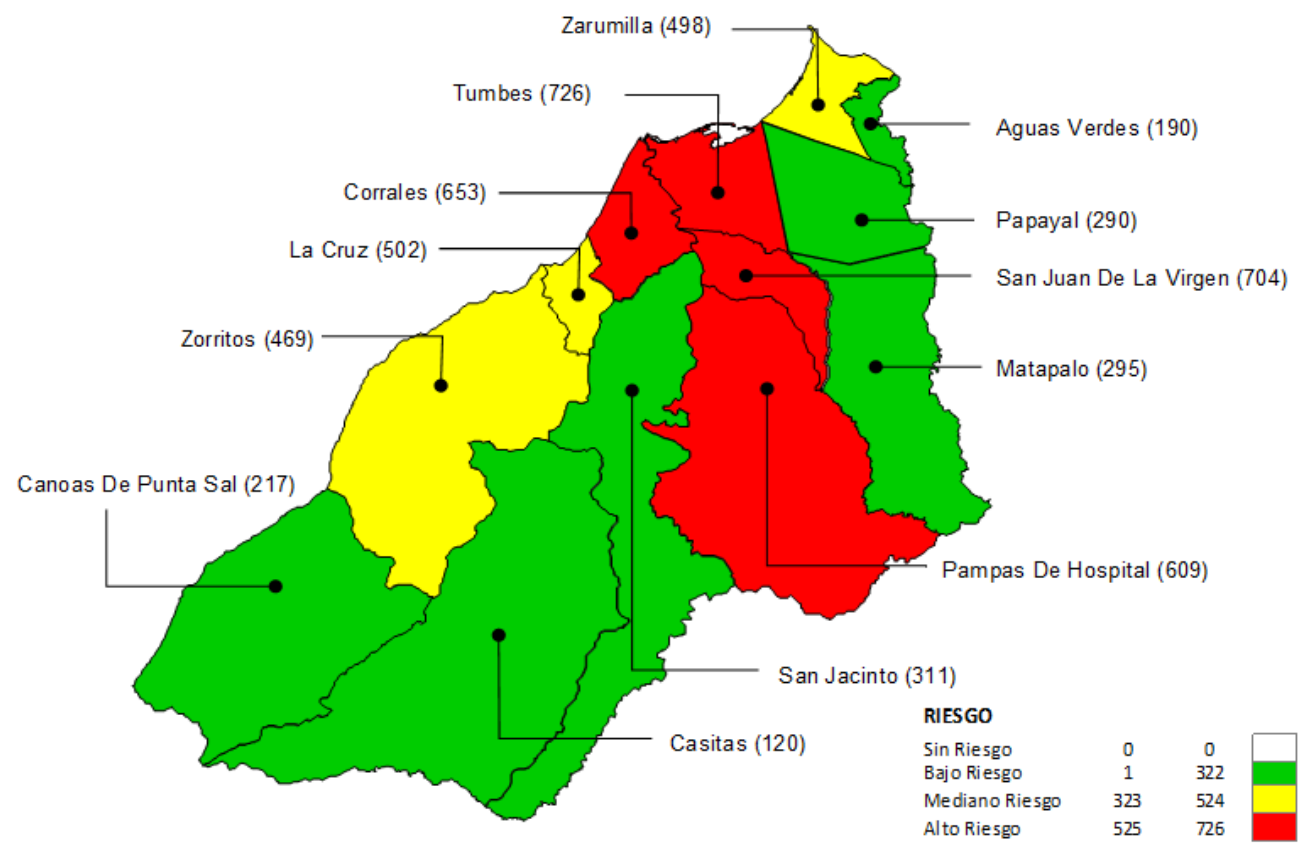 Zarumilla (498)
Tumbes (726)
Aguas Verdes (190)
Corrales (653)
Papayal (290)
La Cruz (502)
San Juan De La Virgen (704)
Zorritos (469)
Matapalo (295)
Canoas De Punta Sal (217)
Pampas De Hospital (609)
San Jacinto (311)
Casitas (120)
RIESGO
Sin Riesgo 0 0
Bajo Riesgo 1 322
Mediano Riesgo 323 524
Alto Riesgo 525 726